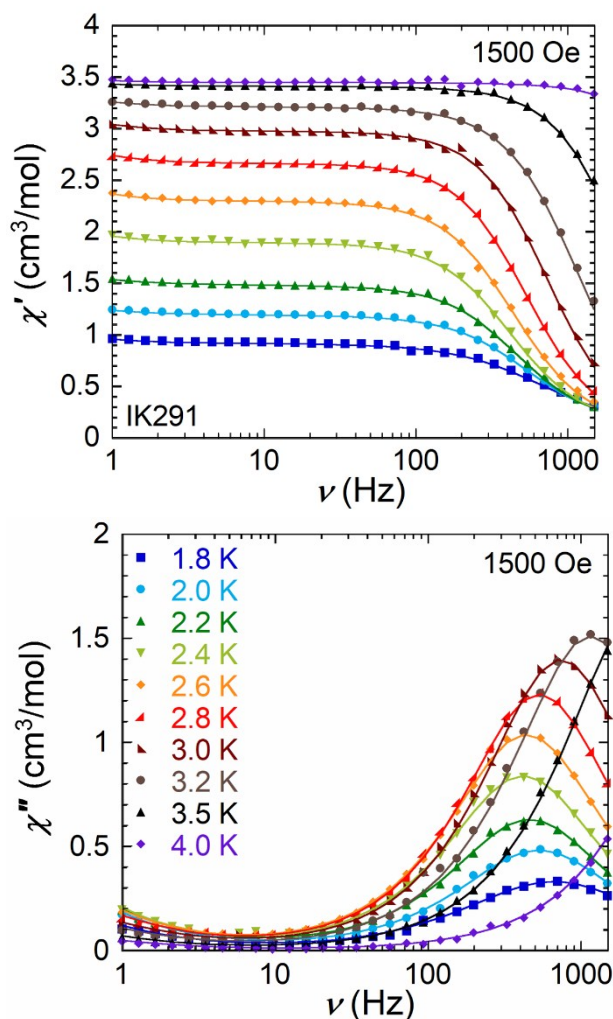 4
3.5
3
2.5
2
1.5
1
0.5
0
1500 Oe
IK291
χ' (cm³/mol)
1
10
100
1000
ν (Hz)
2
1.5
1
0.5
0
1500 Oe
1.8 K
2.0 K
2.2 K
2.4 K
2.6 K
2.8 K
3.0 K
3.2 K
3.5 K
4.0 K
χ" (cm³/mol)
1
10
100
1000
ν (Hz)